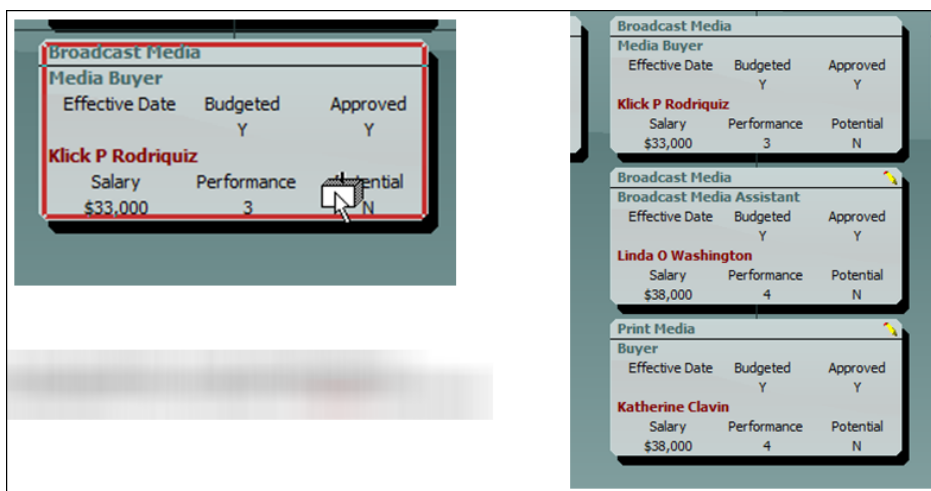 Broadcast Media
Media Buyer
Effective Date Budgeted Approved
Y Y
Klick P Rodriquiz
Salary Performance Potential
$33,000 3 N
Broadcast Media
Media Buyer
Effective Date Budgeted Approved
Y Y
Klick P Rodriquiz
Salary Performance Potential
$33,000 3 N
Broadcast Media
Broadcast Media Assistant
Effective Date Budgeted Approved
Y Y
Linda O Washington
Salary Performance Potential
$38,000 4 N
Print Media
Buyer
Effective Date Budgeted Approved
Y Y
Katherine Clavin
Salary Performance Potential
$38,000 4 N